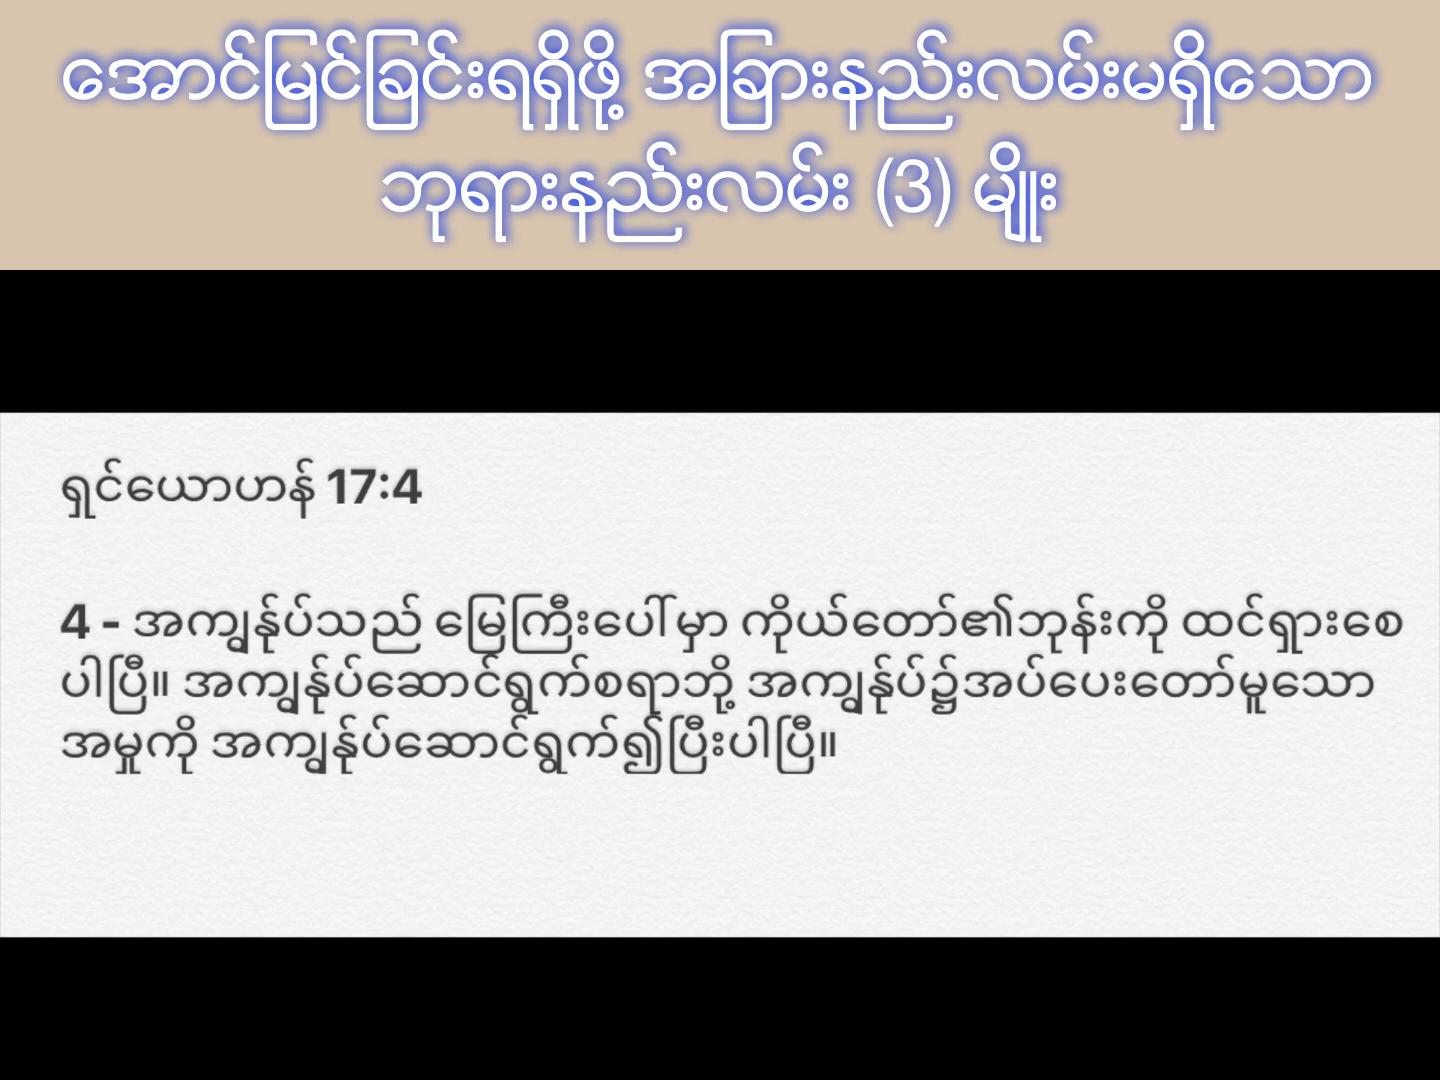 အောင်မြင်ခြင်းရရှိဖို့ အခြားနည်းလမ်းမရှိသော
ဘုရားနည်းလမ်း (3) မျိုး
ရှင်ယောဟန် 17:4
4 - အကျွန်ုပ်သည် မြေကြီးပေါ်မှာ ကိုယ်တော်၏ဘုန်းကို ထင်ရှားစေ
ပါပြီ။ အကျွန်ုပ်ဆောင်ရွက်စရာဘို့ အကျွန်ုပ်၌အပ်ပေးတော်မူသော
အမှုကို အကျွန်ုပ်ဆောင်ရွက်၍ပြီးပါပြီ။